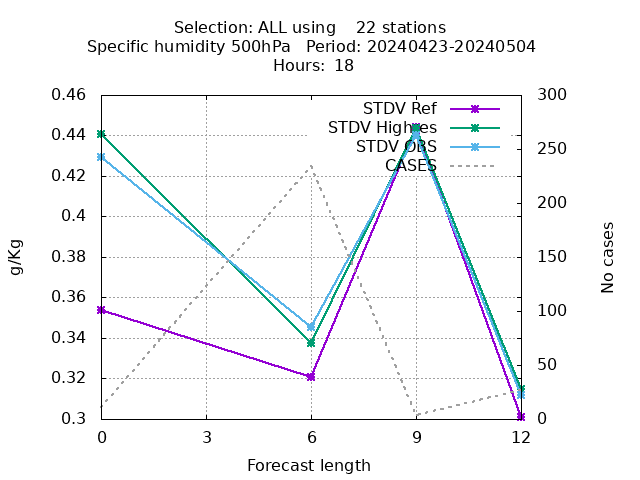 Selection: ALL using    22 stations
Specific humidity 500hPa   Period: 20240423-20240504
Hours: 18
0.46
0.44
0.42
0.4
0.38
0.36
0.34
0.32
0.3
300
250
200
150
100
50
0
0
3
6
9
12
g/Kg
No cases
Forecast length
STDV Ref
STDV Highres
STDV OBS
CASES